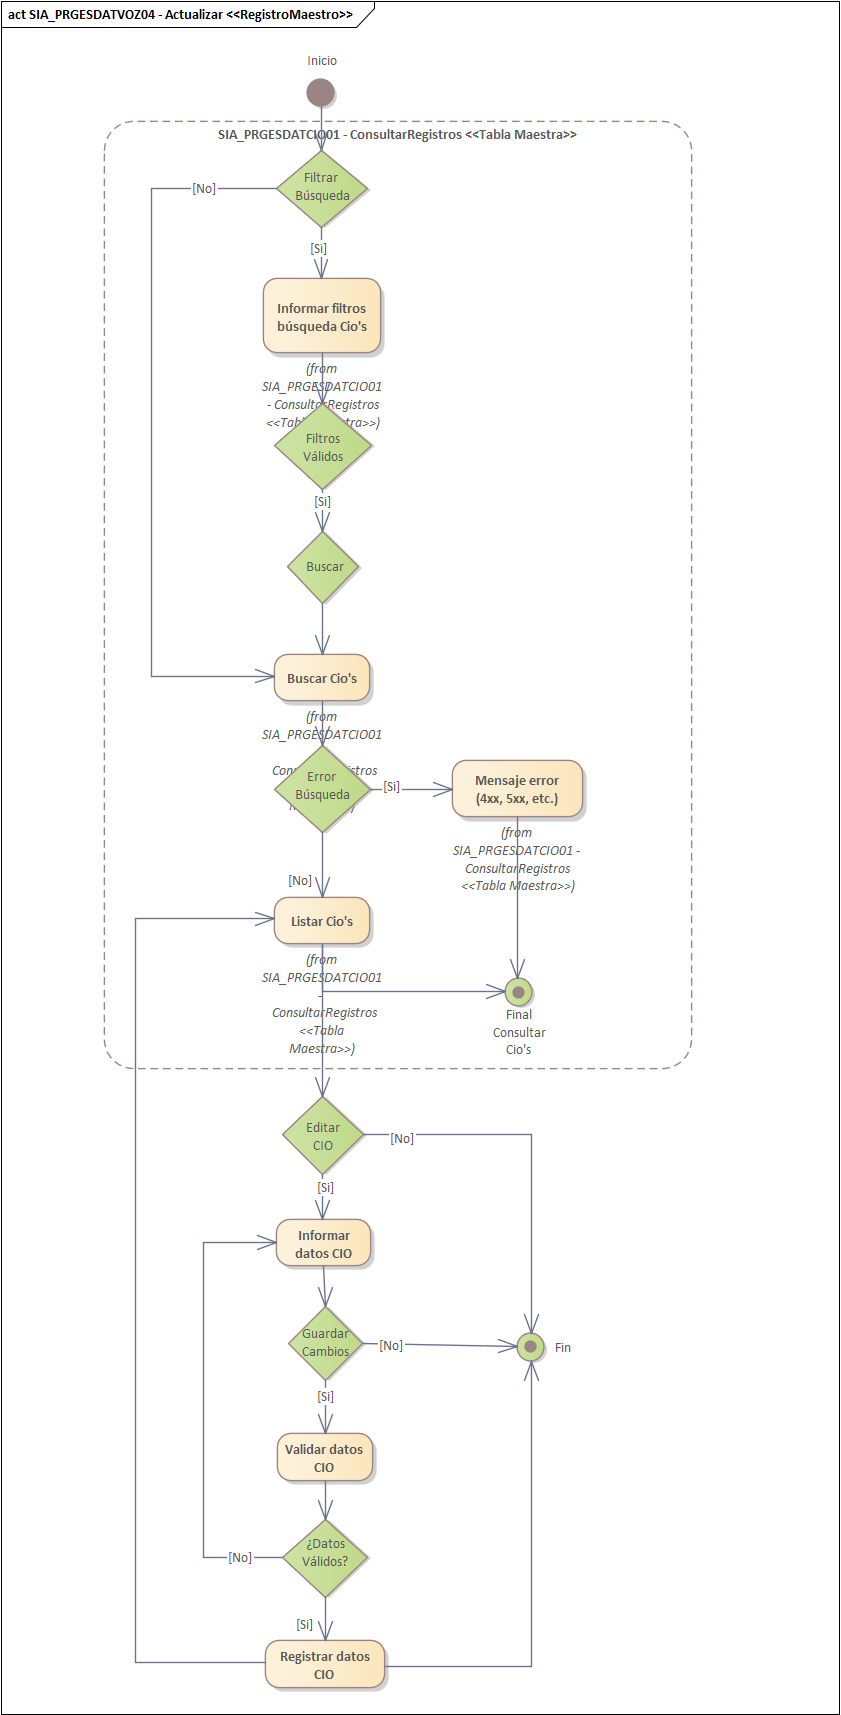 act SIA_PRGESDATVOZ04 - Actualizar <<RegistroMaestro>>
Inicio
SIA_PRGESDATCIO01 - ConsultarRegistros <<Tabla Maestra>>
Filtrar
Búsqueda
[No]
[Si]
Informar filtros
búsqueda Cio's
(from
SIA_PRGESDATCIO01
- ConsultarRegistros
<<Tabla Maestra>>)
Filtros
Válidos
[Si]
Buscar
Buscar Cio's
(from
SIA_PRGESDATCIO01
Error
Búsqueda
[Si]
Mensaje error
(4xx, 5xx, etc.)
(from
SIA_PRGESDATCIO01 -
ConsultarRegistros
<<Tabla Maestra>>)
[No]
Listar Cio's
(from
SIA_PRGESDATCIO01
-
ConsultarRegistros
<<Tabla
Maestra>>)
Final
Consultar
Cio's
Editar
CIO
[No]
[Si]
Informar
datos CIO
Guardar
Cambios
[No]
Fin
[Si]
Validar datos
CIO
¿Datos
Válidos?
[No]
[Si]
Registrar datos
CIO